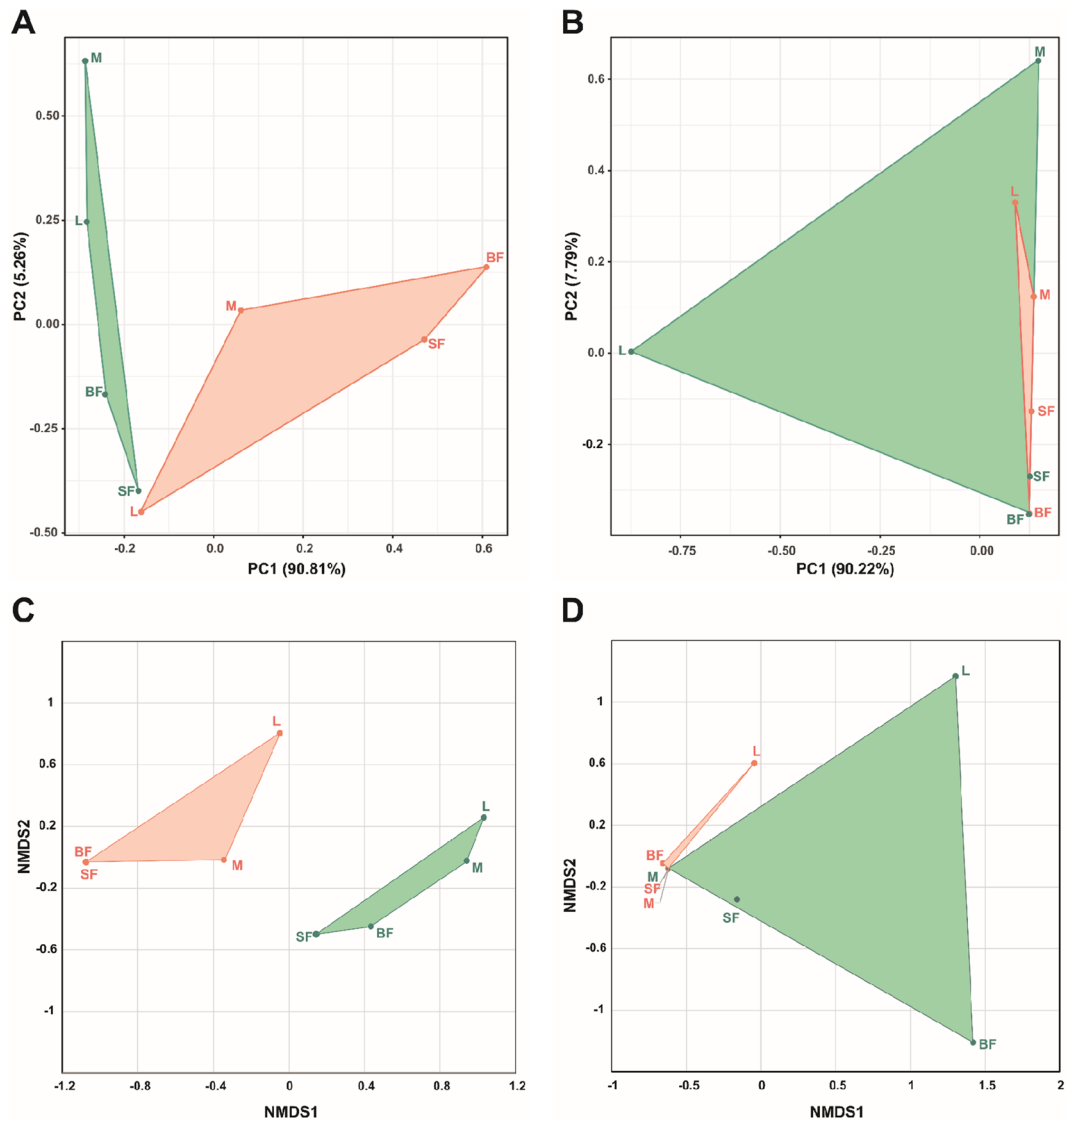 A
M
0.50
L
0.25
BF
M
0.00
SF
BF
-0.25
SF
L
-0.50
-0.2
0.0
0.2
0.4
0.6
PC2 (5.26%)
PC1 (90.81%)
B
M
0.6
0.4
L
0.2
M
L
0.0
SF
-0.2
SF
BF
BF
-0.75
-0.50
-0.25
0.00
PC2 (7.79%)
PC1 (90.22%)
C
1
L
0.6
L
0.2
BF
SF
M
M
-0.2
SF
BF
-0.6
-1
-1.2
-0.8
-0.4
0
0.4
0.8
1.2
NMDS2
NMDS1
D
L
1
L
0.6
0.2
BF
M
SF
M
-0.2
SF
-0.6
-1
BF
-1
-0.5
0
0.5
1
1.5
2
NMDS2
NMDS1